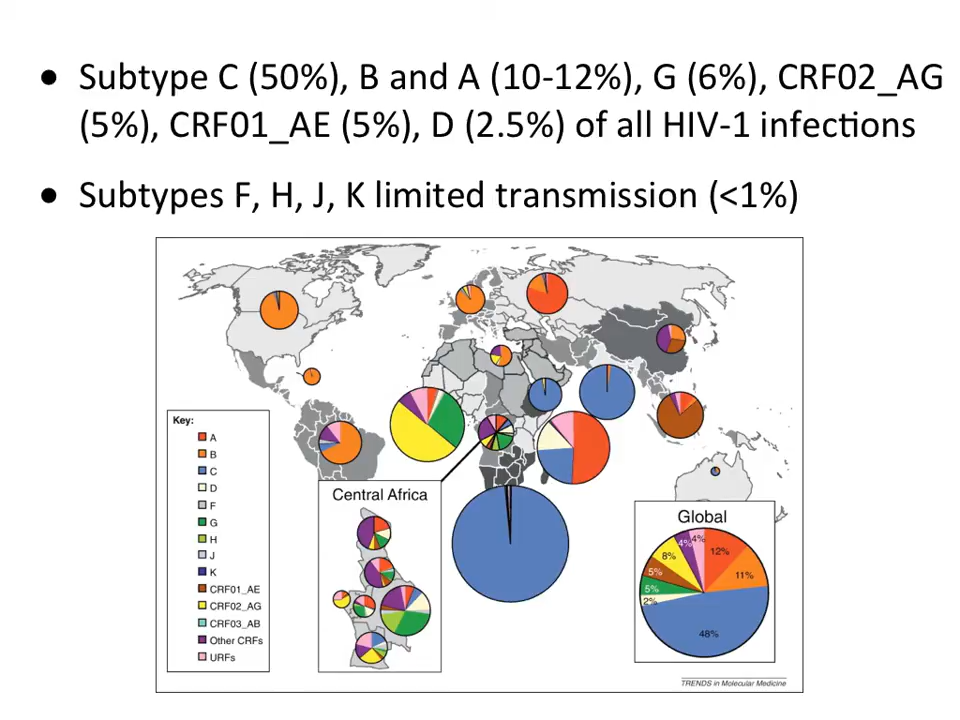 ● Subtype C (50%), B and A (10-12%), G (6%), CRF02_AG
(5%), CRF01_AE (5%), D (2.5%) of all HIV-1 infections
● Subtypes F, H, J, K limited transmission (<1%)
Key:
A
B
C
D
F
G
H
J
K
CRF01_AE
CRF02_AG
CRF03_AB
Other CRFs
URFs
Central Africa
Global
4%
4%
12%
8%
11%
5%
5%
2%
48%
TRENDS in Molecular Medicine